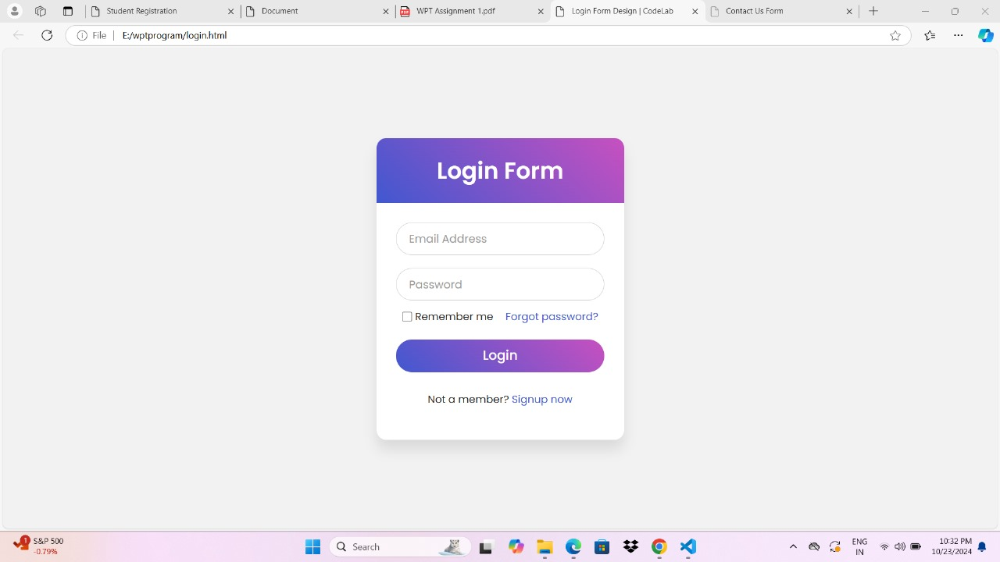 Student Registration
Document
WPT Assignment 1.pdf
Login Form Design | CodeLab
Contact Us Form
File
E:/wptprogram/login.html
Login Form
Email Address
Password
Remember me Forgot password?
Login
Not a member? Signup now
1
S&P 500
-0.79%
Search
ENG
IN
10:32 PM
10/23/2024